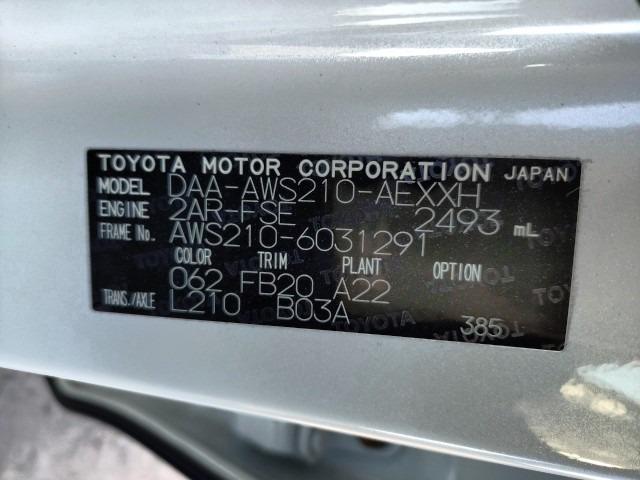 TOYOTA MOTOR CORPORATION JAPAN
MODEL DAA-AWS210-AEXXH
ENGINE 2AR-FSE 2493 mL
FRAME No. AWS210-6031291
COLOR TRIM PLANT OPTION
062 FB20 A22
TRANS./AXLE L210 B03A
385